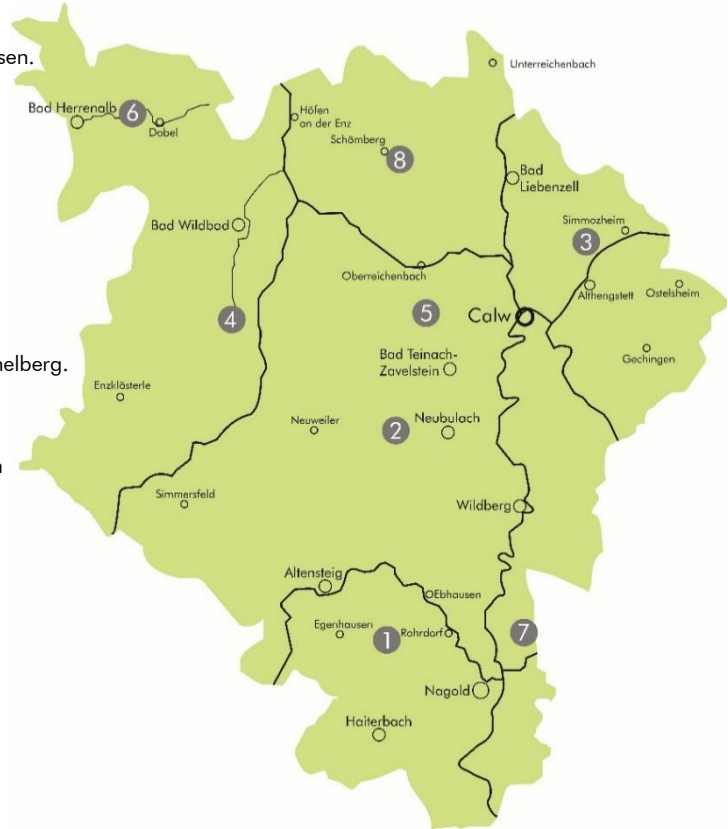 sen.
Unterreichenbach
Bad Herrenalb
6
Dobel
Höfen
an der Enz
Schömberg
8
Bad
Liebenzell
Bad Wildbad
Simmozheim
3
Oberreichenbach
Althengstett
Ostelsheim
4
5
Calw
Gechingen
Bad Teinach-
Zavelstein
nelberg.
Enzklösterle
Neuweiler
2
Neubulach
Simmersfeld
Wildberg
Altensteig
Ebhausen
Egenhausen
1
Rohrdorf
7
Nagold
Haiterbach